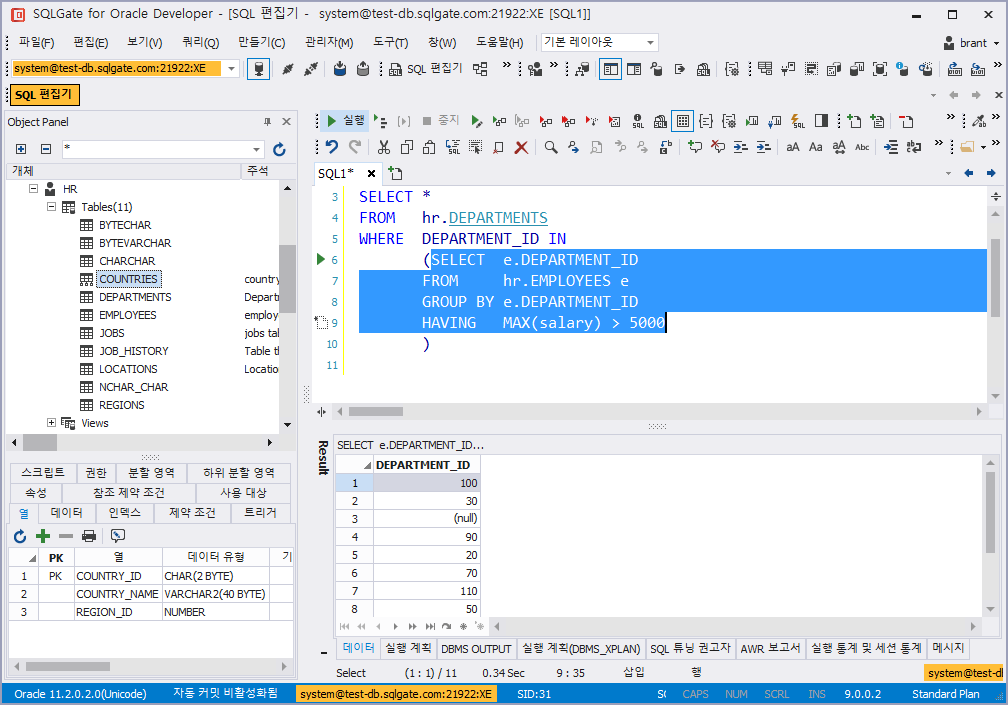 SQLGate for Oracle Developer - [SQL 편집기 -   system@test-db.sqlgate.com:21922:XE  [SQL1]]
파일(F) 편집(E) 보기(V) 쿼리(Q) 만들기(C) 관리자(M) 도구(T) 창(W) 도움말(H) 기본 레이아웃 brant
system@test-db.sqlgate.com:21922:XE SQL 편집기
SQL 편집기
Object Panel
실행 중지
*
개체 주석
HR
Tables(11)
BYTECHAR
BYTEVARCHAR
CHARCHAR
COUNTRIES country
DEPARTMENTS Depart
EMPLOYEES employ
JOBS jobs tal
JOB_HISTORY Table th
LOCATIONS Locatio
NCHAR_CHAR
REGIONS
Views
스크립트 권한 분할 영역 하위 분할 영역
속성 참조 제약 조건 사용 대상
열 데이터 인덱스 제약 조건 트리거
PK 열 데이터 유형 기
1 PK COUNTRY_ID CHAR(2 BYTE)
2 COUNTRY_NAME VARCHAR2(40 BYTE)
3 REGION_ID NUMBER
SQL1*
3 SELECT *
4 FROM   hr.DEPARTMENTS
5 WHERE  DEPARTMENT_ID IN
6 (SELECT  e.DEPARTMENT_ID
7 FROM     hr.EMPLOYEES e
8 GROUP BY e.DEPARTMENT_ID
9 HAVING   MAX(salary) > 5000
10 )
11
Result
SELECT  e.DEPARTMENT_ID...
DEPARTMENT_ID
1 100
2 30
3 (null)
4 90
5 20
6 70
7 110
8 50
데이터 실행 계획 DBMS OUTPUT 실행 계획(DBMS_XPLAN) SQL 튜닝 권고자 AWR 보고서 실행 통계 및 세션 통계 메시지
Select (1 : 1) / 11 0.34 Sec 9 : 35 삽입 행 system@test-d
Oracle 11.2.0.2.0(Unicode) 자동 커밋 비활성화됨 system@test-db.sqlgate.com:21922:XE SID:31 SC CAPS NUM SCRL INS 9.0.0.2 Standard Plan